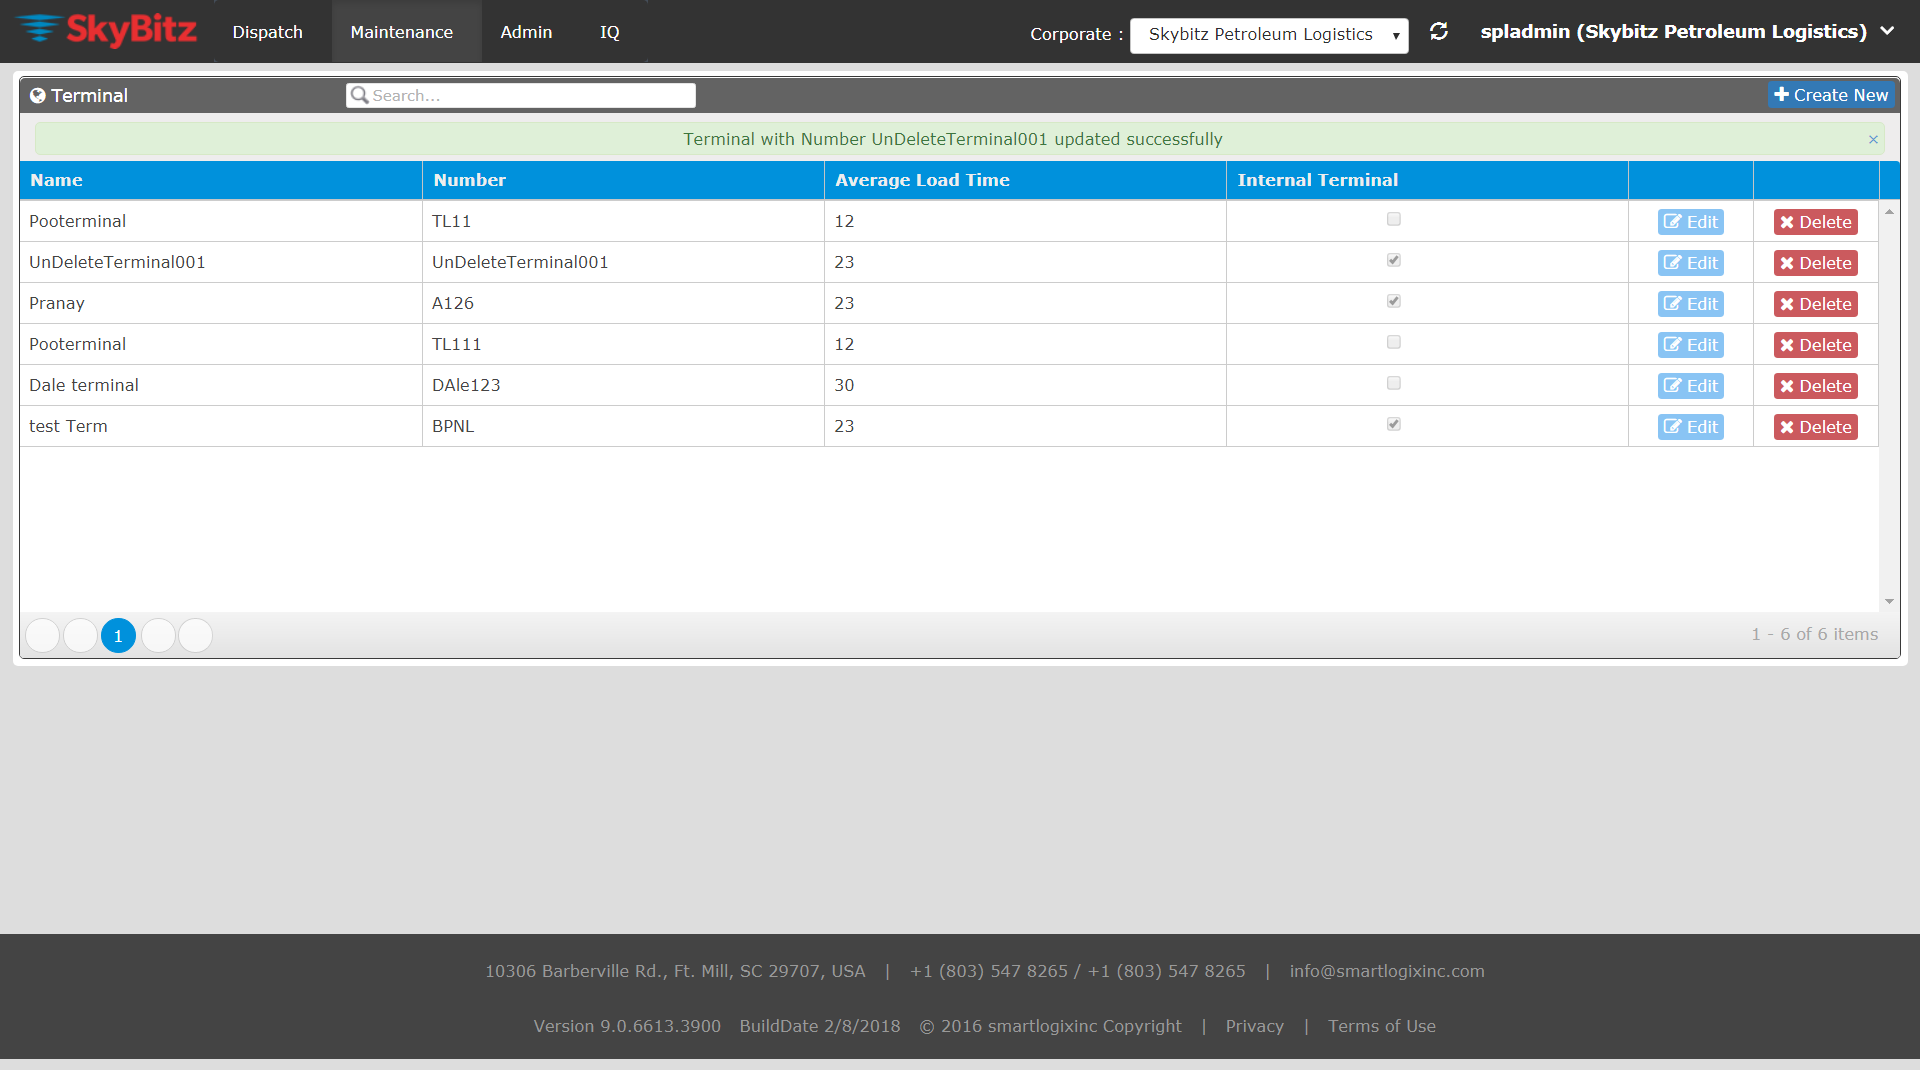 SkyBitz Dispatch Maintenance Admin IQ Corporate : Skybitz Petroleum Logistics spladmin (Skybitz Petroleum Logistics)
Terminal Search... Create New
Terminal with Number UnDeleteTerminal001 updated successfully ×
Name Number Average Load Time Internal Terminal
Pooterminal TL11 12 Edit Delete
UnDeleteTerminal001 UnDeleteTerminal001 23 Edit Delete
Pranay A126 23 Edit Delete
Pooterminal TL111 12 Edit Delete
Dale terminal DAle123 30 Edit Delete
test Term BPNL 23 Edit Delete
1 1 - 6 of 6 items
10306 Barberville Rd., Ft. Mill, SC 29707, USA | +1 (803) 547 8265 / +1 (803) 547 8265 | info@smartlogixinc.com
Version 9.0.6613.3900 BuildDate 2/8/2018 © 2016 smartlogixinc Copyright | Privacy | Terms of Use